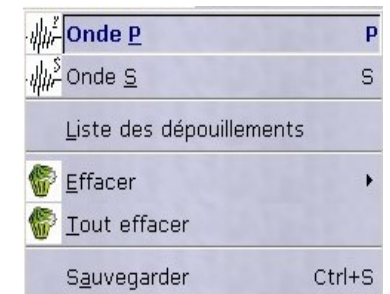 Onde P P
Onde S S
Liste des dépouillements
Effacer
Tout effacer
Sauvegarder Ctrl+S